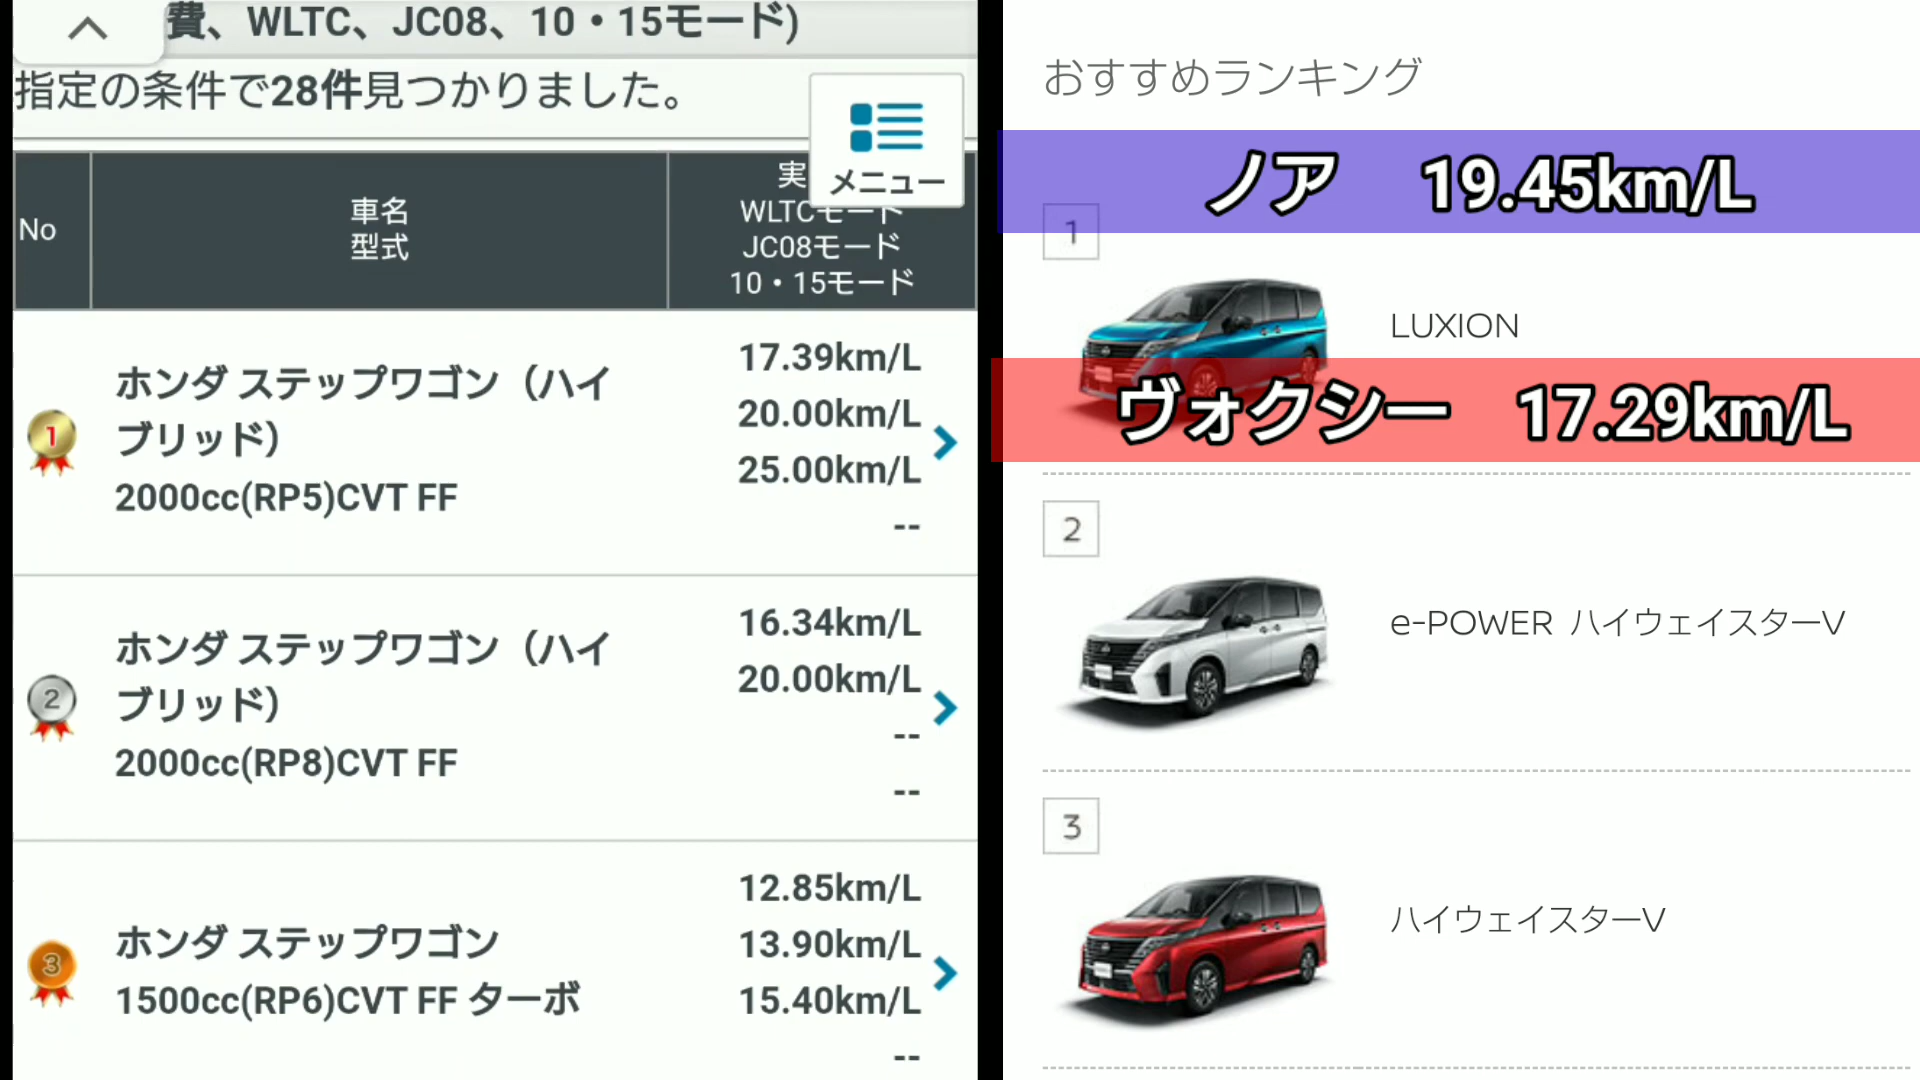 費、WLTC、JC08、10・15モード)
指定の条件で28件見つかりました。
メニュー
No
車名
型式
実
WLTCモード
JC08モード
10・15モード
1
ホンダ ステップワゴン（ハイ
ブリッド）
2000cc(RP5)CVT FF
17.39km/L
20.00km/L
25.00km/L
--
2
ホンダ ステップワゴン（ハイ
ブリッド）
2000cc(RP8)CVT FF
16.34km/L
20.00km/L
--
--
3
ホンダ ステップワゴン
1500cc(RP6)CVT FF ターボ
12.85km/L
13.90km/L
15.40km/L
--
おすすめランキング
ノア 19.45km/L
1
LUXION
ヴォクシー 17.29km/L
2
e-POWER ハイウェイスターV
3
ハイウェイスターV